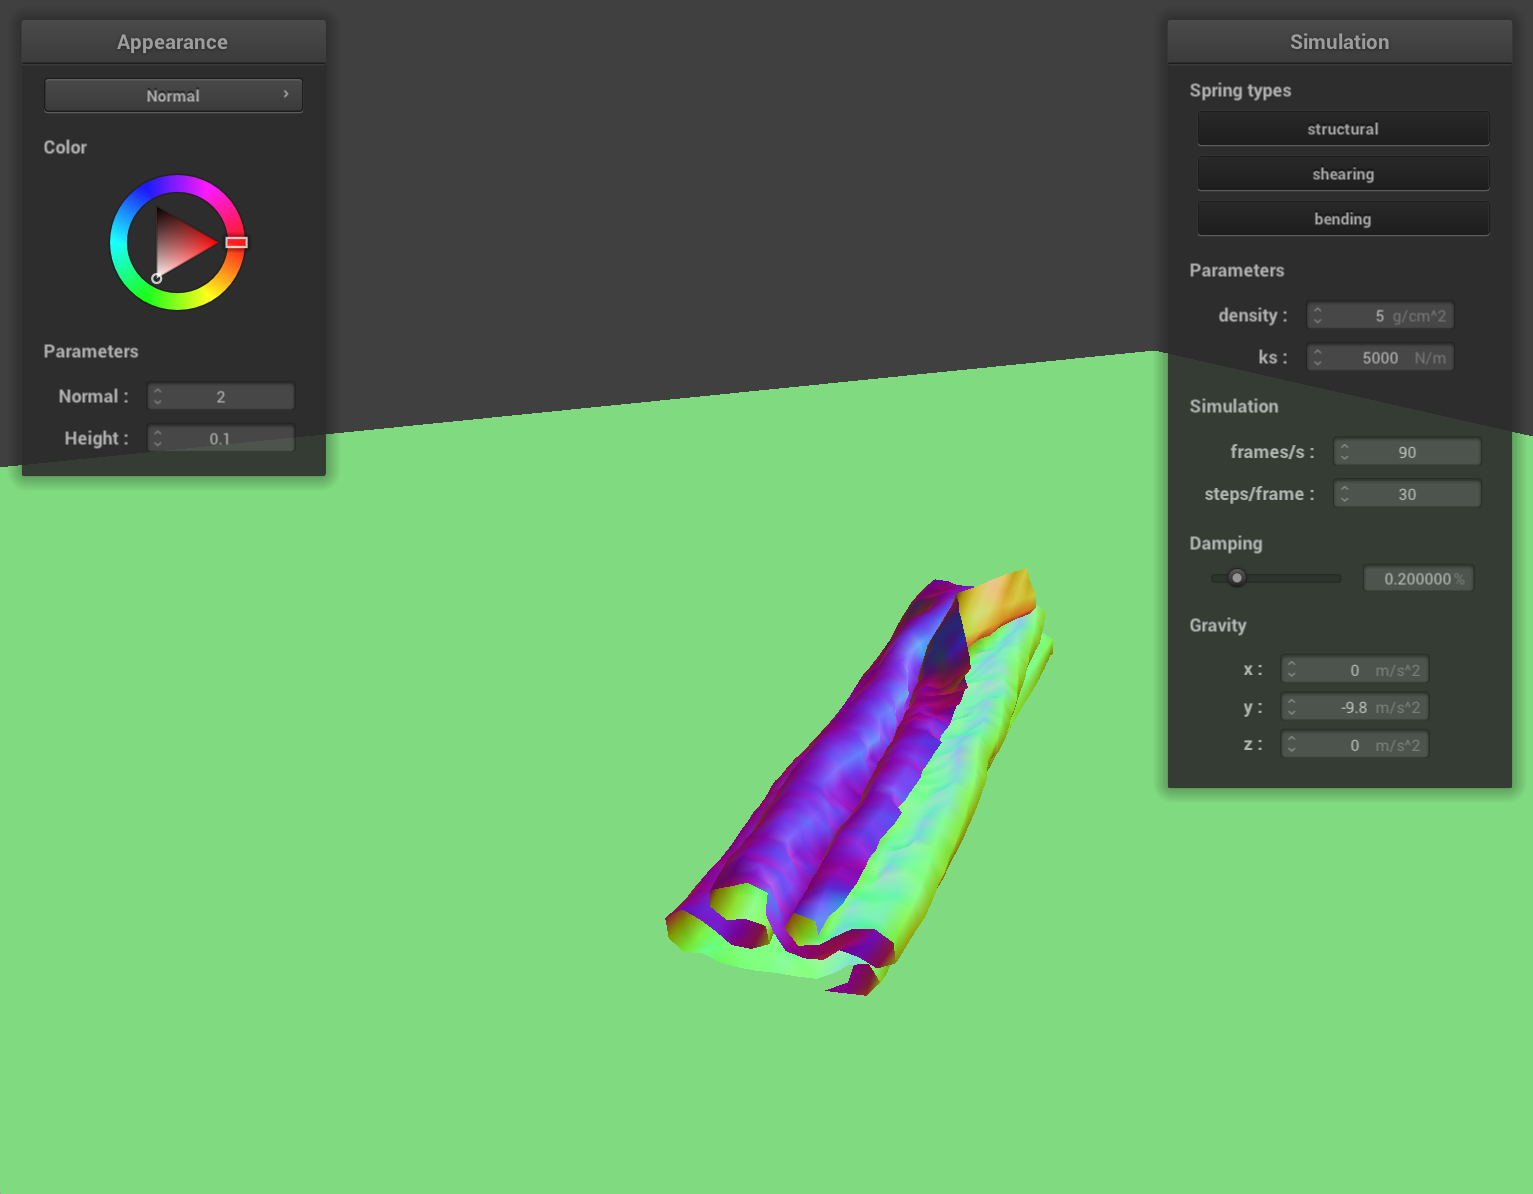 Appearance
Normal
Color
Parameters
Normal : 2
Height : 0.1
Simulation
Spring types
structural
shearing
bending
Parameters
density : 5 g/cm^2
ks : 5000 N/m
Simulation
frames/s : 90
steps/frame : 30
Damping
0.200000 %
Gravity
x : 0 m/s^2
y : -9.8 m/s^2
z : 0 m/s^2